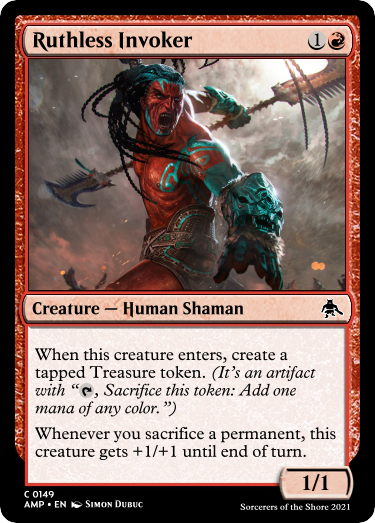 Ruthless Invoker 1
Creature — Human Shaman
When this creature enters, create a
tapped Treasure token. (It's an artifact
with “, Sacrifice this token: Add one
mana of any color.”)
Whenever you sacrifice a permanent, this
creature gets +1/+1 until end of turn.
1/1
C 0149
AMP • EN Simon Dubuc
Sorcerers of the Shore 2021